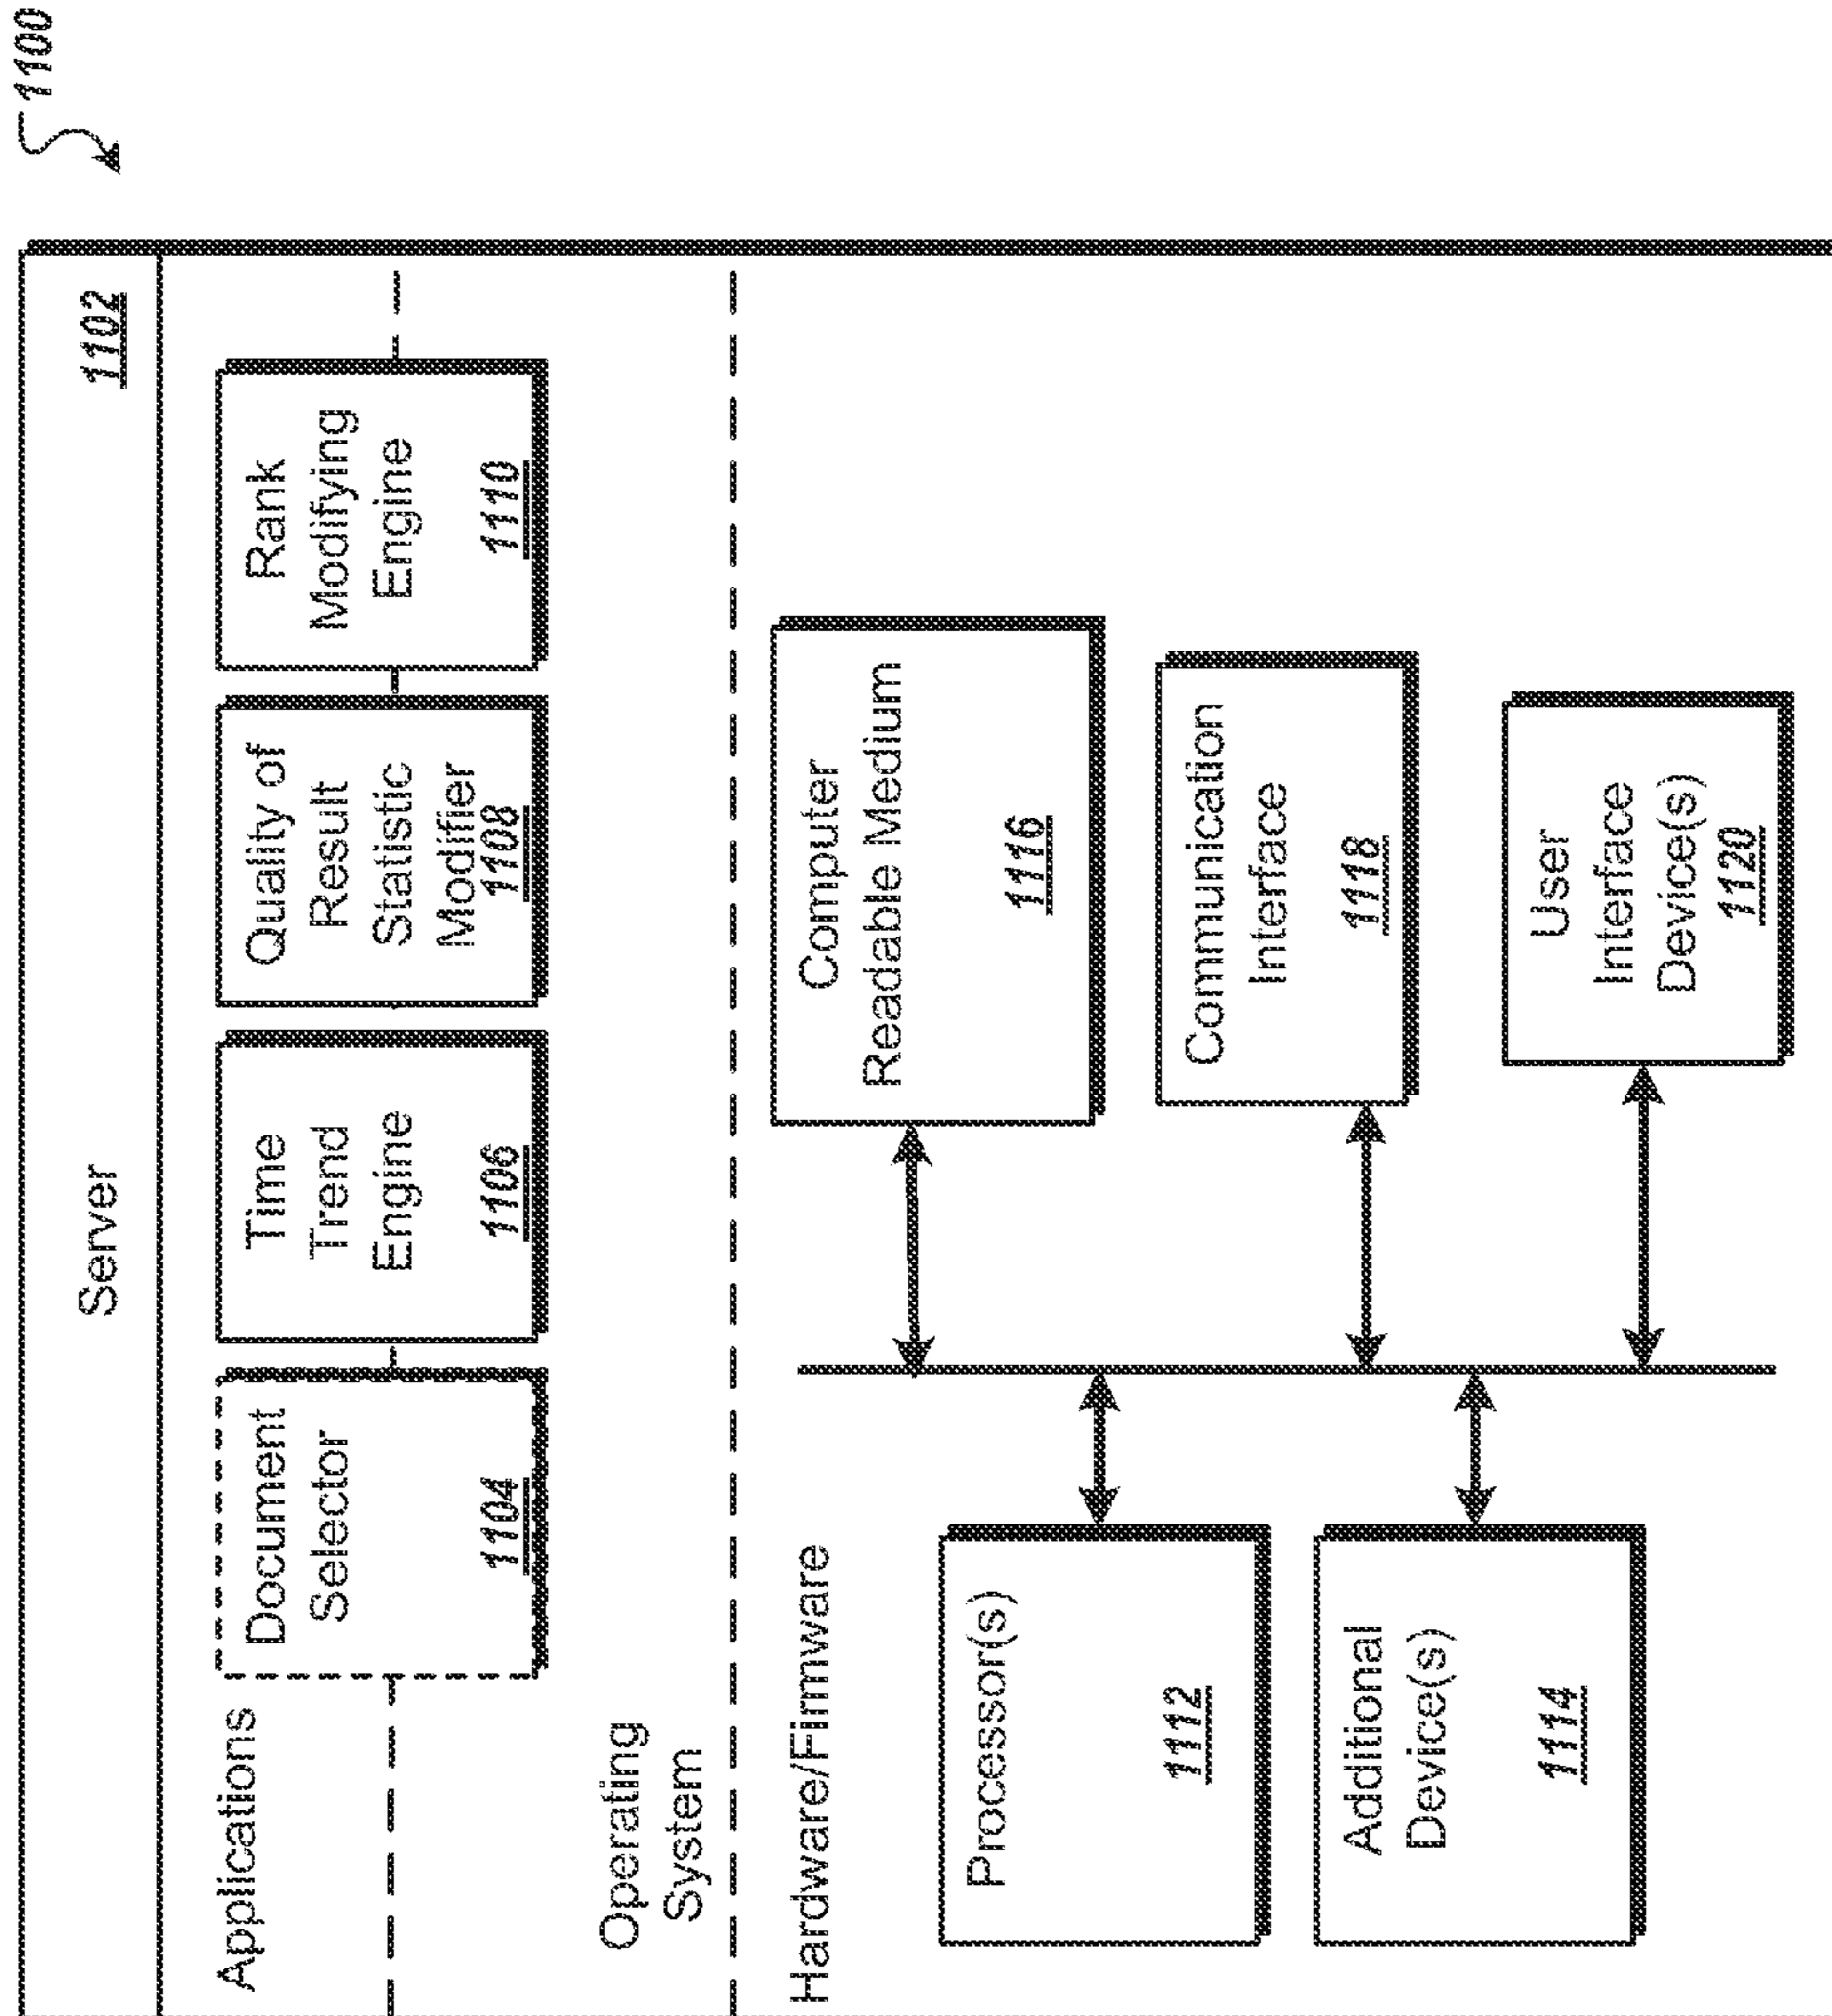 1100
Server
1102
Applications
Document
Selector
1104
Time
Trend
Engine
1106
Quality of
Result
Statistic
Modifier
1108
Rank
Modifying
Engine
1110
Operating
System
Hardware/Firmware
Processor(s)
1112
Additional
Device(s)
1114
Computer
Readable Medium
1116
Communication
Interface
1118
User
Interface
Device(s)
1120